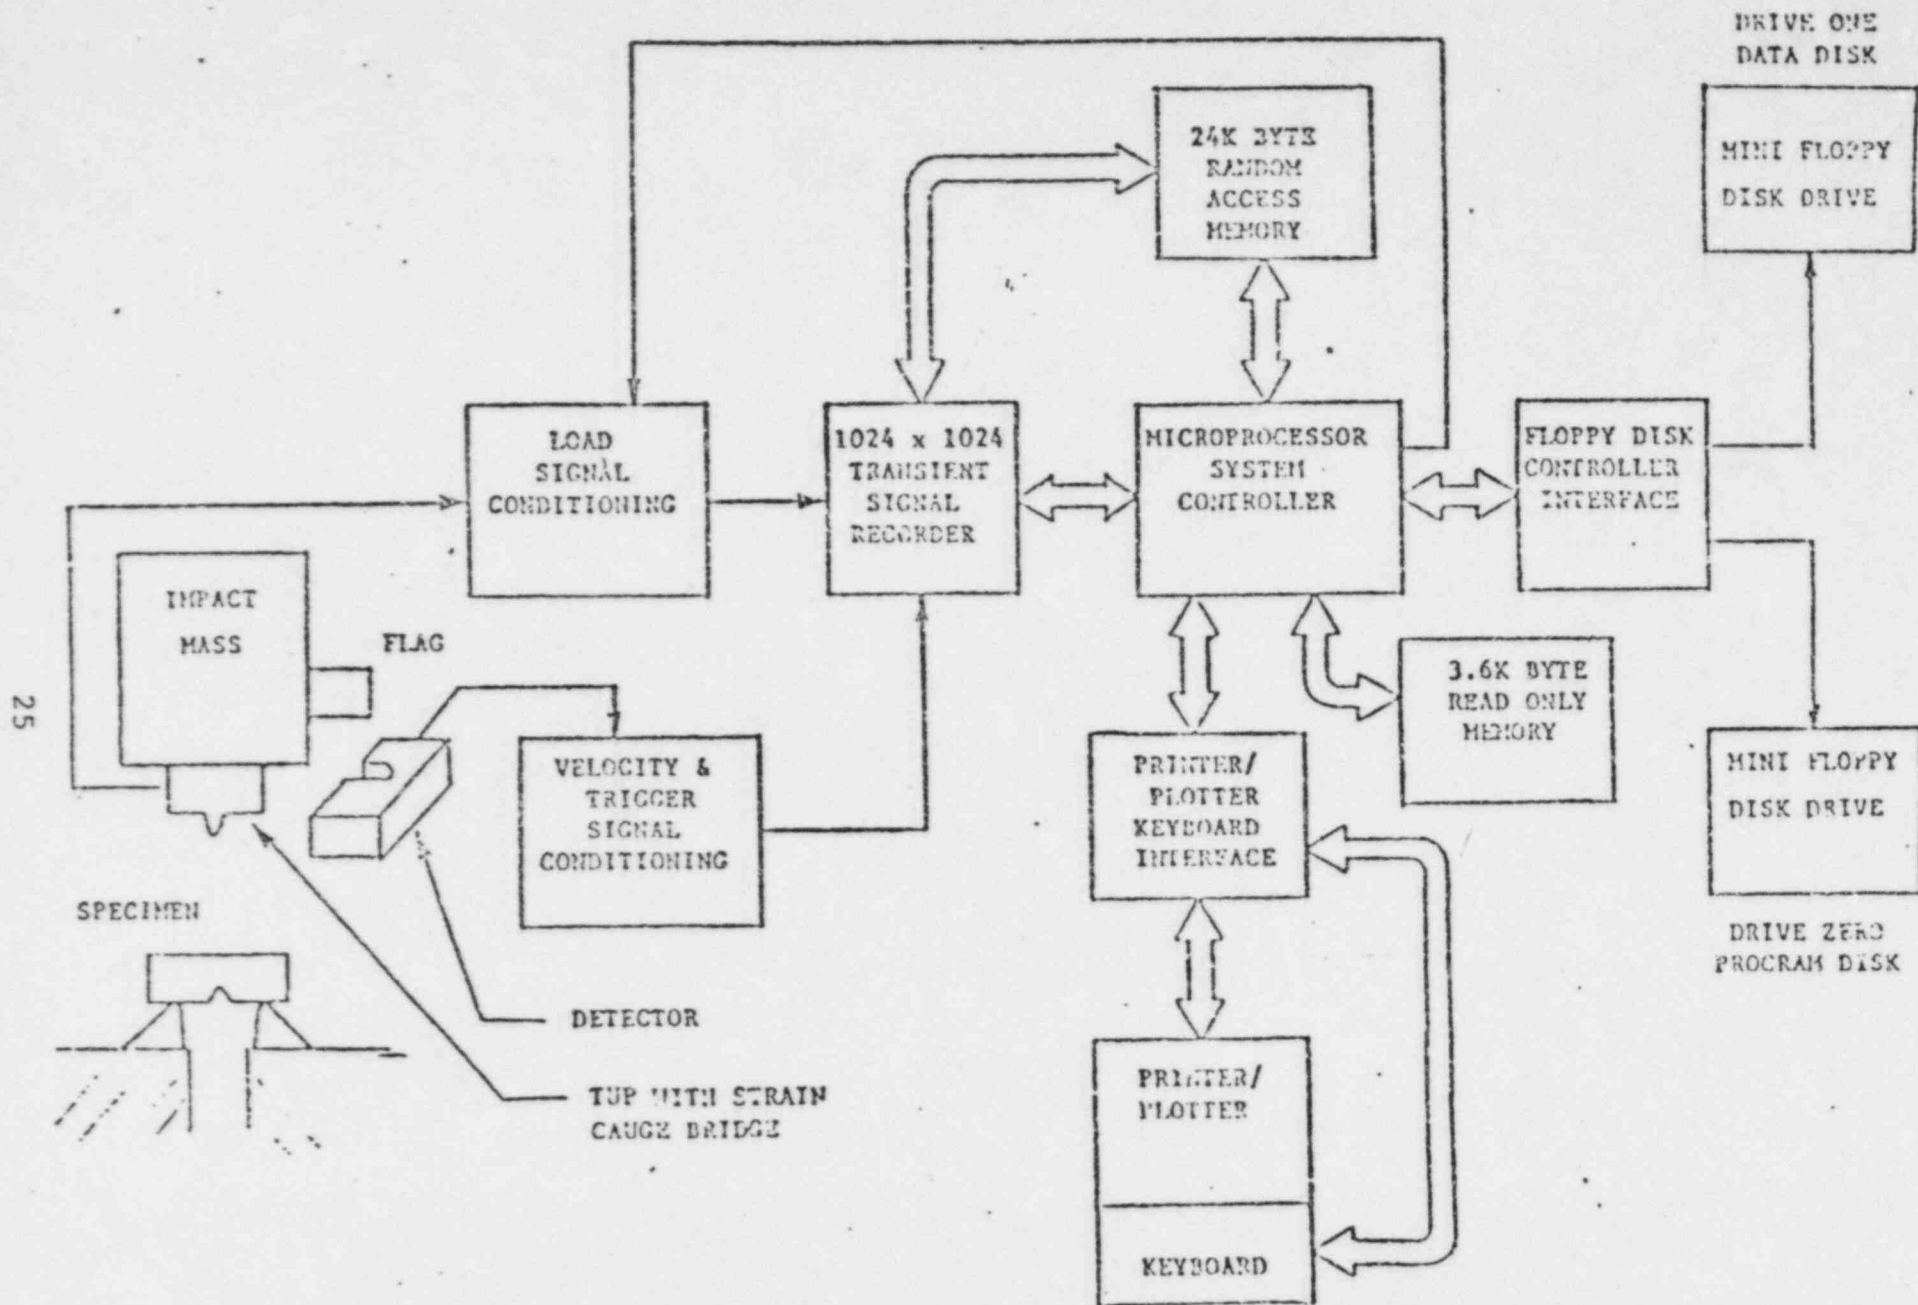 DRIVE ONE
DATA DISK
MINI FLOPPY
DISK DRIVE
24K BYTE
RANDOM
ACCESS
MEMORY
LOAD
SIGNAL
CONDITIONING
1024 x 1024
TRANSIENT
SIGNAL
RECORDER
MICROPROCESSOR
SYSTEM
CONTROLLER
FLOPPY DISK
CONTROLLER
INTERFACE
IMPACT
MASS
FLAG
3.6K BYTE
READ ONLY
MEMORY
25
VELOCITY &
TRIGGER
SIGNAL
CONDITIONING
PRINTER/
PLOTTER
KEYBOARD
INTERFACE
MINI FLOPPY
DISK DRIVE
DRIVE ZERO
PROGRAM DISK
SPECIMEN
DETECTOR
TUP WITH STRAIN
GAUGE BRIDGE
PRINTER/
PLOTTER
KEYBOARD